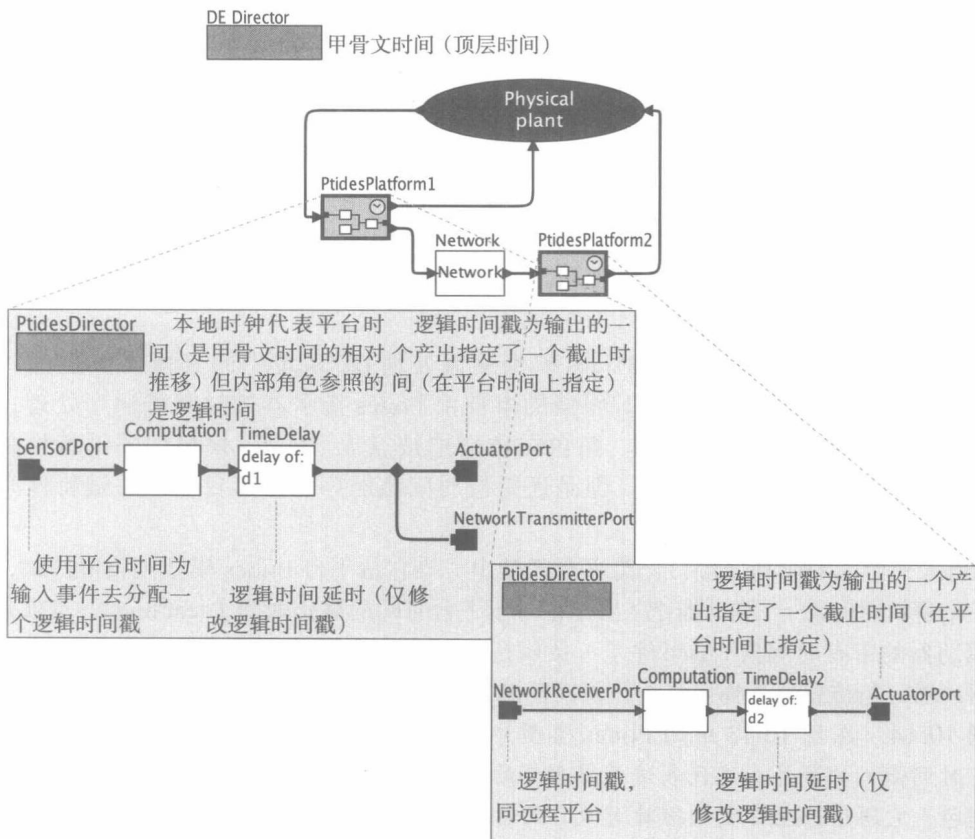 DE Director
甲骨文时间（顶层时间）
Physical
plant
PtidesPlatform1
Network
Network
PtidesPlatform2
PtidesDirector
本地时钟代表平台时
间（是甲骨文时间的相对
推移）但内部角色参照的
是逻辑时间
逻辑时间戳为输出的一
个产出指定了一个截止时
间（在平台时间上指定）
SensorPort
Computation
TimeDelay
delay of:
d1
ActuatorPort
NetworkTransmitterPort
使用平台时间为
输入事件去分配一
个逻辑时间戳
逻辑时间延时（仅修
改逻辑时间戳）
PtidesDirector
逻辑时间戳为输出的一个产
出指定了一个截止时间（在平
台时间上指定）
NetworkReceiverPort
Computation
TimeDelay2
delay of:
d2
ActuatorPort
逻辑时间戳，
同远程平台
逻辑时间延时（仅
修改逻辑时间戳）